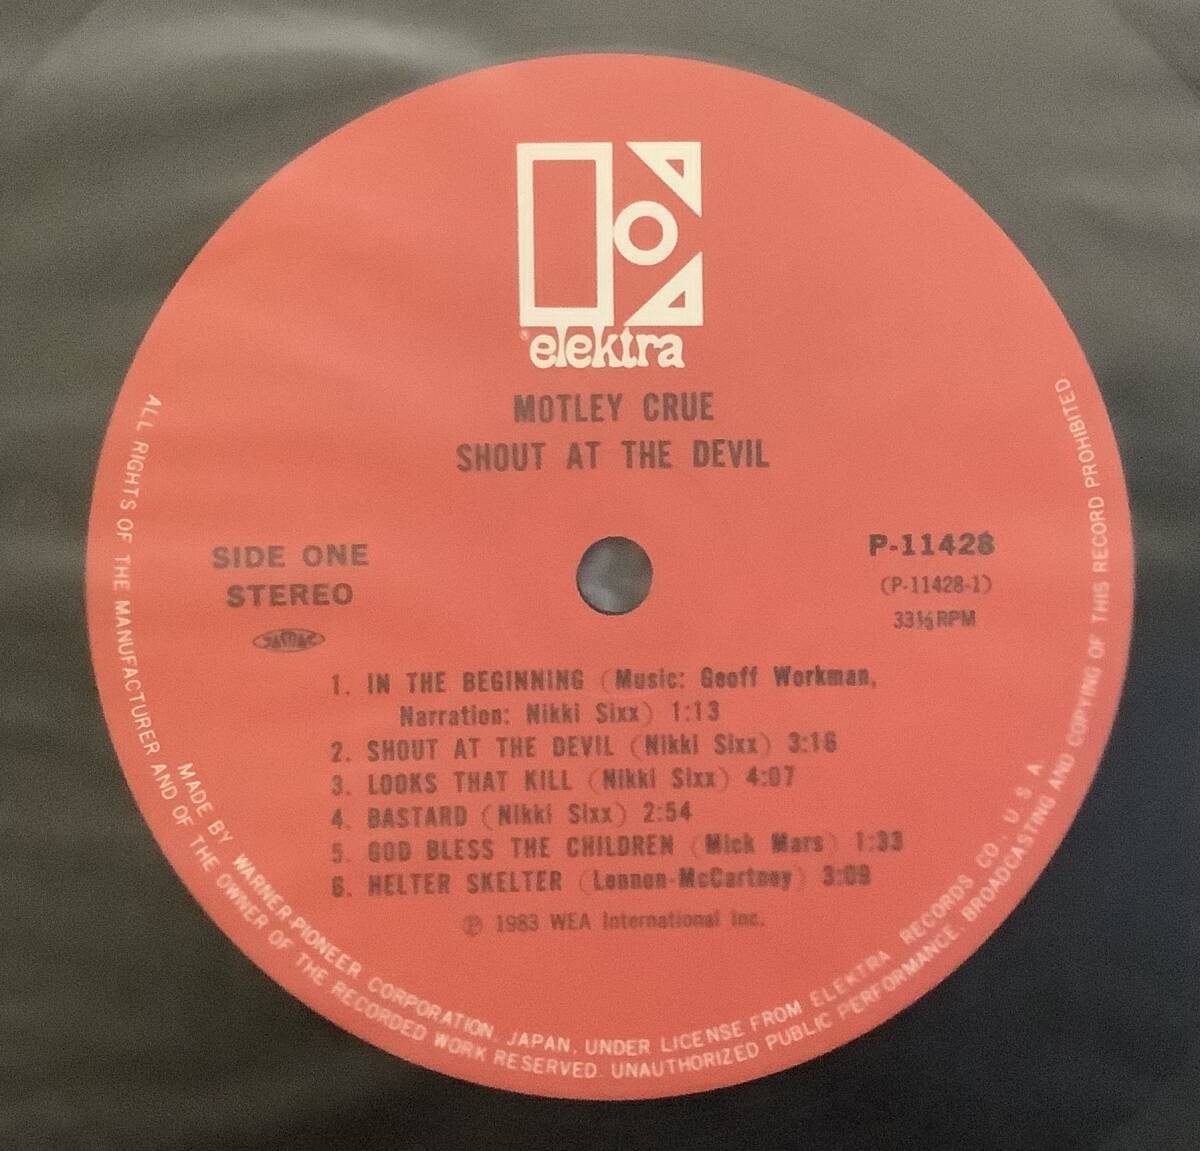 elektra
MOTLEY CRUE
SHOUT AT THE DEVIL
SIDE ONE
STEREO
JASRAC
P-11428
(P-11428-1)
33⅓RPM
1. IN THE BEGINNING (Music: Geoff Workman,
Narration: Nikki Sixx) 1:13
2. SHOUT AT THE DEVIL (Nikki Sixx) 3:16
3. LOOKS THAT KILL (Nikki Sixx) 4:07
4. BASTARD (Nikki Sixx) 2:54
5. GOD BLESS THE CHILDREN (Mick Mars) 1:33
6. HELTER SKELTER (Lennon-McCartney) 3:09
℗ 1983 WEA International Inc.
MADE BY WARNER-PIONEER CORPORATION, JAPAN, UNDER LICENSE FROM ELEKTRA RECORDS CO., U. S. A.
ALL RIGHTS OF THE MANUFACTURER AND OF THE OWNER OF THE RECORDED WORK RESERVED. UNAUTHORIZED PUBLIC PERFORMANCE, BROADCASTING AND COPYING OF THIS RECORD PROHIBITED.